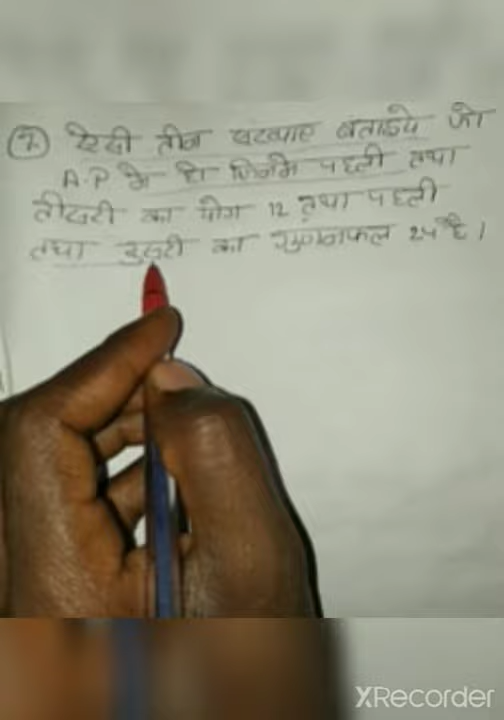 (7) ऐसी तीन संख्याए बताइये जो
A.P मे हो जिनमे पहली तथा
तीसरी का योग 12 तथा पहली
तथा दुसरी का गुणनफल 24 है।
XRecorder